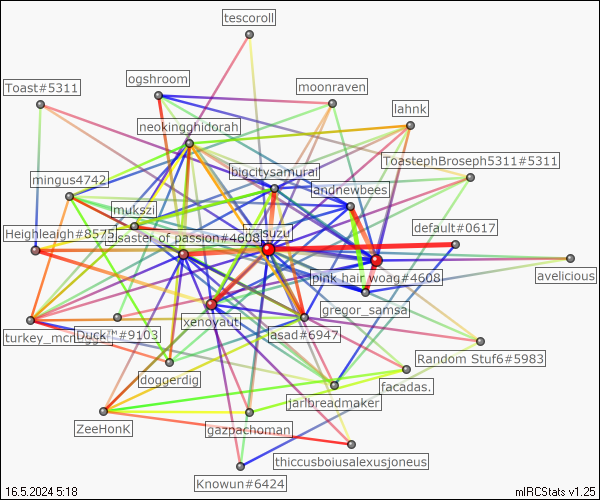 tescoroll
ogshroom
moonraven
Toast#5311
lahnk
neokingghidorah
ToastephBroseph5311#5311
bigcitysamurai
mingus4742
andnewbees
mukszi
default#0617
suzu
Heighleaigh#8575
disaster of passion#4608
pink hair woag#4608
avelicious
gregor_samsa
xenoyaut
turkey_mcn
Duck™#9103
asad#6947
Random Stuf6#5983
doggerdig
facadas.
jarlbreadmaker
ZeeHonk
gazpachoman
thiccusboiusalexusjoneus
Knowun#6424
16.5.2024 5:18
mIRCStats v1.25